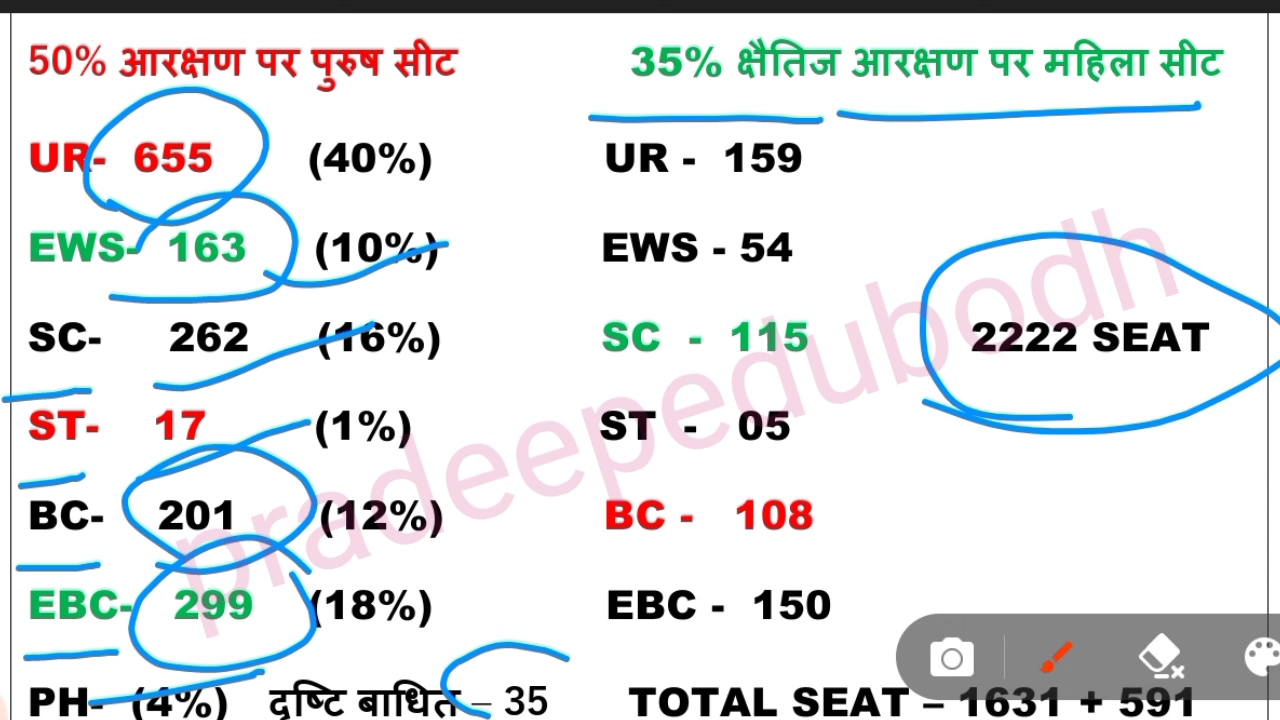 50% आरक्षण पर पुरुष सीट
UR- 655 (40%)
EWS- 163 (10%)
SC- 262 (16%)
ST- 17 (1%)
BC- 201 (12%)
EBC- 299 (18%)
PH- (4%) दृष्टि बाधित – 35
35% क्षैतिज आरक्षण पर महिला सीट
UR - 159
EWS - 54
SC - 115
ST - 05
BC - 108
EBC - 150
TOTAL SEAT – 1631 + 591
2222 SEAT
pradeepedubodh